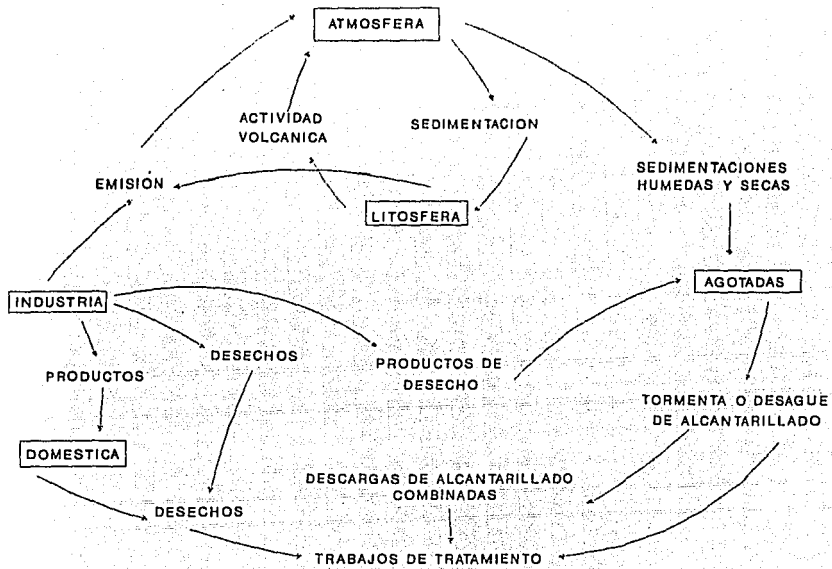 ATMOSFERA
ACTIVIDAD
VOLCANICA
SEDIMENTACION
SEDIMENTACIONES
HUMEDAS Y SECAS
EMISIÓN
LITOSFERA
AGOTADAS
INDUSTRIA
DESECHOS
PRODUCTOS DE
DESECHO
PRODUCTOS
TORMENTA O DESAGUE
DE ALCANTARILLADO
DOMESTICA
DESCARGAS DE ALCANTARILLADO
COMBINADAS
DESECHOS
TRABAJOS DE TRATAMIENTO